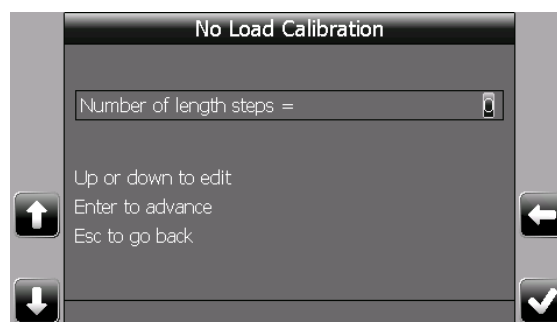 No Load Calibration
Number of length steps = 0
Up or down to edit
Enter to advance
Esc to go back